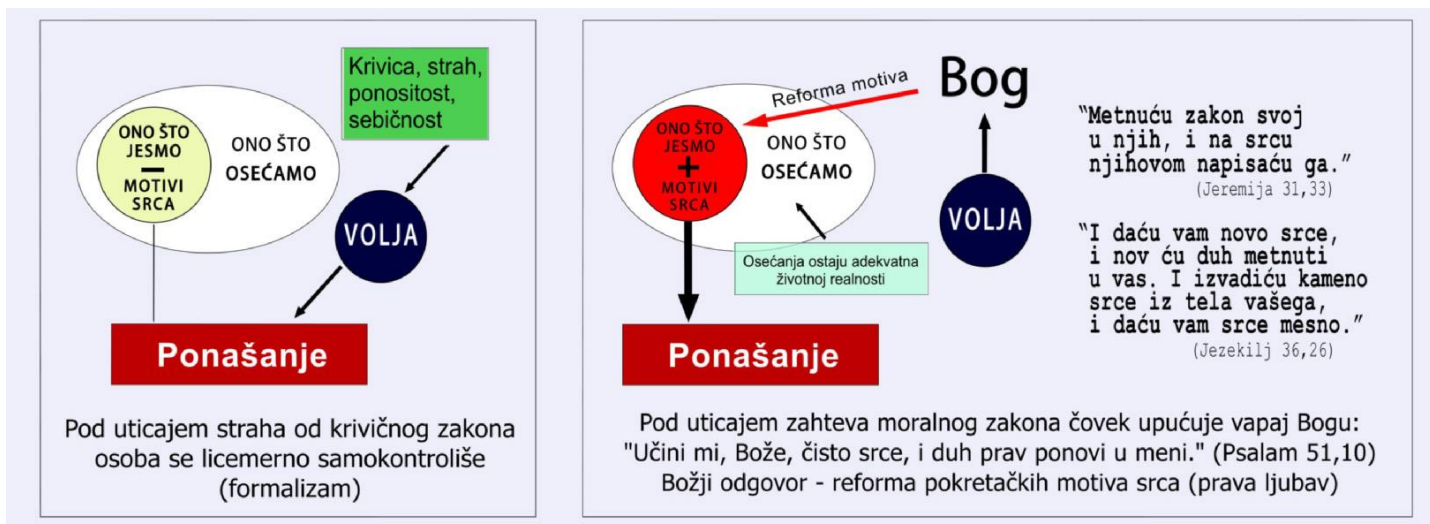 Krivica, strah,
ponositost,
sebičnost
ONO ŠTO
JESMO
–
MOTIVI
SRCA
ONO ŠTO
OSEĆAMO
VOLJA
Ponašanje
Pod uticajem straha od krivičnog zakona
osoba se licemerno samokontroliše
(formalizam)
Bog
Reforma motiva
ONO ŠTO
JESMO
+
MOTIVI
SRCA
ONO ŠTO
OSEĆAMO
VOLJA
Osećanja ostaju adekvatna
životnoj realnosti
Ponašanje
“Metnuću zakon svoj
u njih, i na srcu
njihovom napisaću ga.”
(Jeremija 31,33)
“I daću vam novo srce,
i nov ću duh metnuti
u vas. I izvadiću kameno
srce iz tela vašega,
i daću vam srce mesno.”
(Jezekilj 36,26)
Pod uticajem zahteva moralnog zakona čovek upućuje vapaj Bogu:
"Učini mi, Bože, čisto srce, i duh prav ponovi u meni." (Psalam 51,10)
Božji odgovor - reforma pokretačkih motiva srca (prava ljubav)